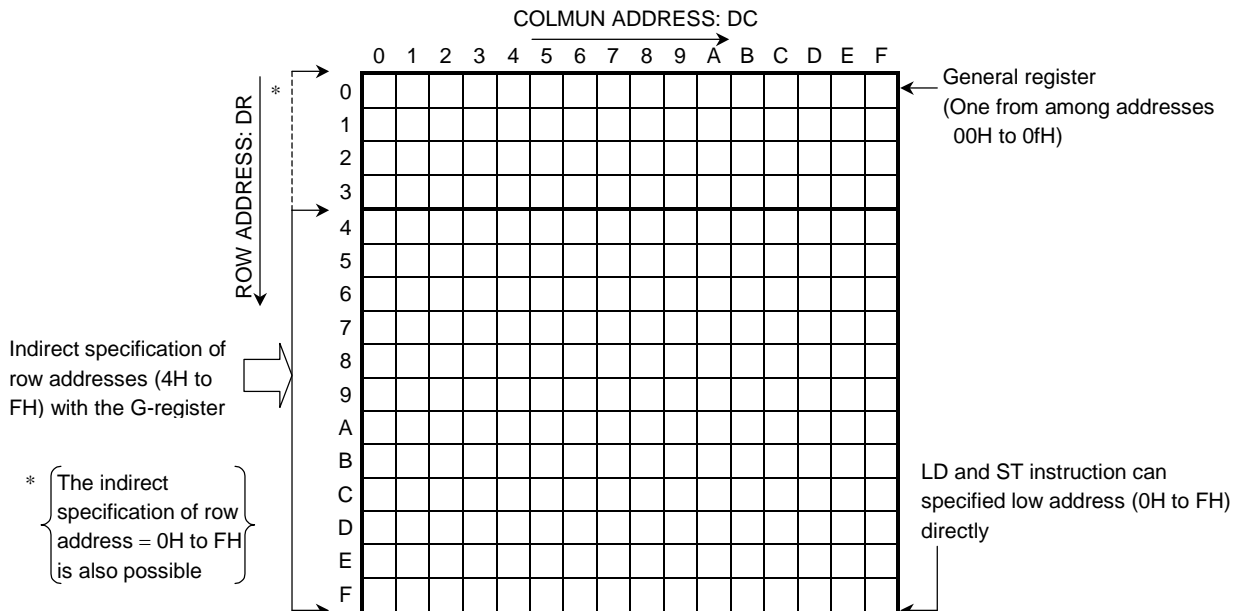 COLMUN ADDRESS: DC
0 1 2 3 4 5 6 7 8 9 A B C D E F
ROW ADDRESS: DR
*
0
1
2
3
4
5
6
7
8
9
A
B
C
D
E
F
General register
(One from among addresses
00H to 0fH)
Indirect specification of
row addresses (4H to
FH) with the G-register
* The indirect
specification of row
address = 0H to FH
is also possible
LD and ST instruction can
specified low address (0H to FH)
directly